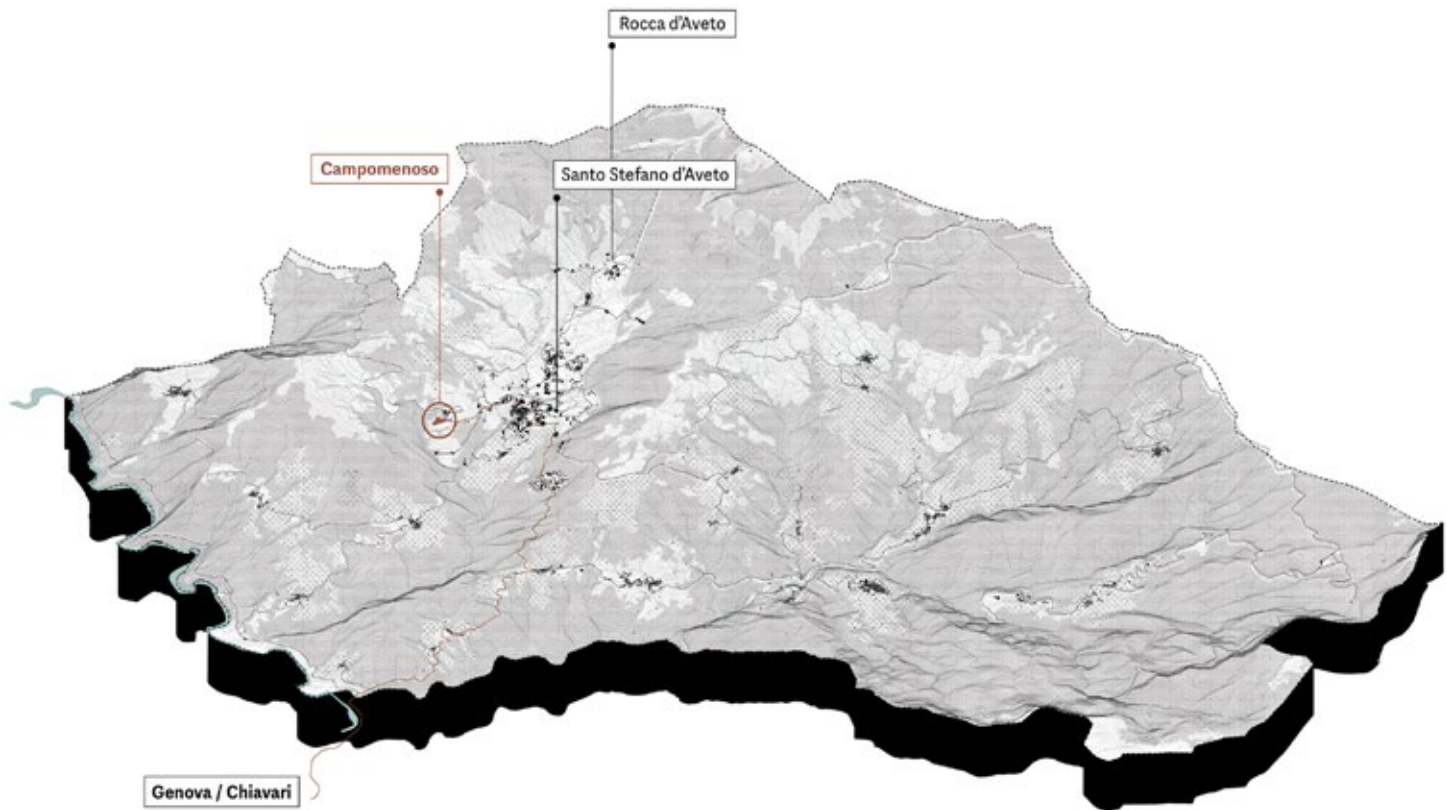 Rocca d'Aveto
Campomenoso
Santo Stefano d'Aveto
Genova / Chiavari